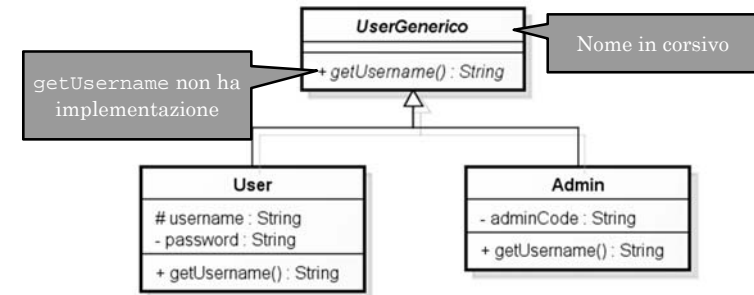 UserGenerico
Nome in corsivo
+ getUsername() : String
getUsername non ha
implementazione
User
# username : String
- password : String
+ getUsername() : String
Admin
- adminCode : String
+ getUsername() : String